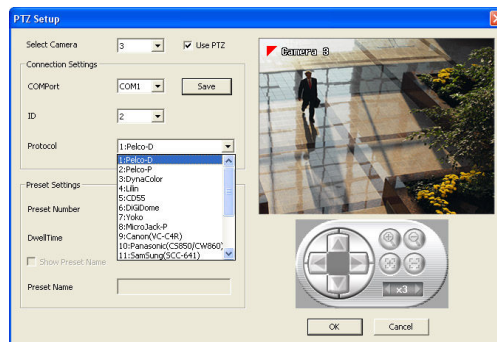 PTZ Setup
Select Camera 3 Use PTZ
Connection Settings
COMPort COM1 Save
ID 2
Protocol 1:Pelco-D
1:Pelco-D
2:Pelco-P
3:DynaColor
4:Lilin
5:CD55
6:DiGiDome
7:Yoko
8:MicroJack-P
9:Canon(VC-C4R)
10:Panasonic(CS850/CW860)
11:SamSung(SCC-641)
Preset Settings
Preset Number
DwellTime
Show Preset Name
Preset Name
Camera 3
x3
OK Cancel